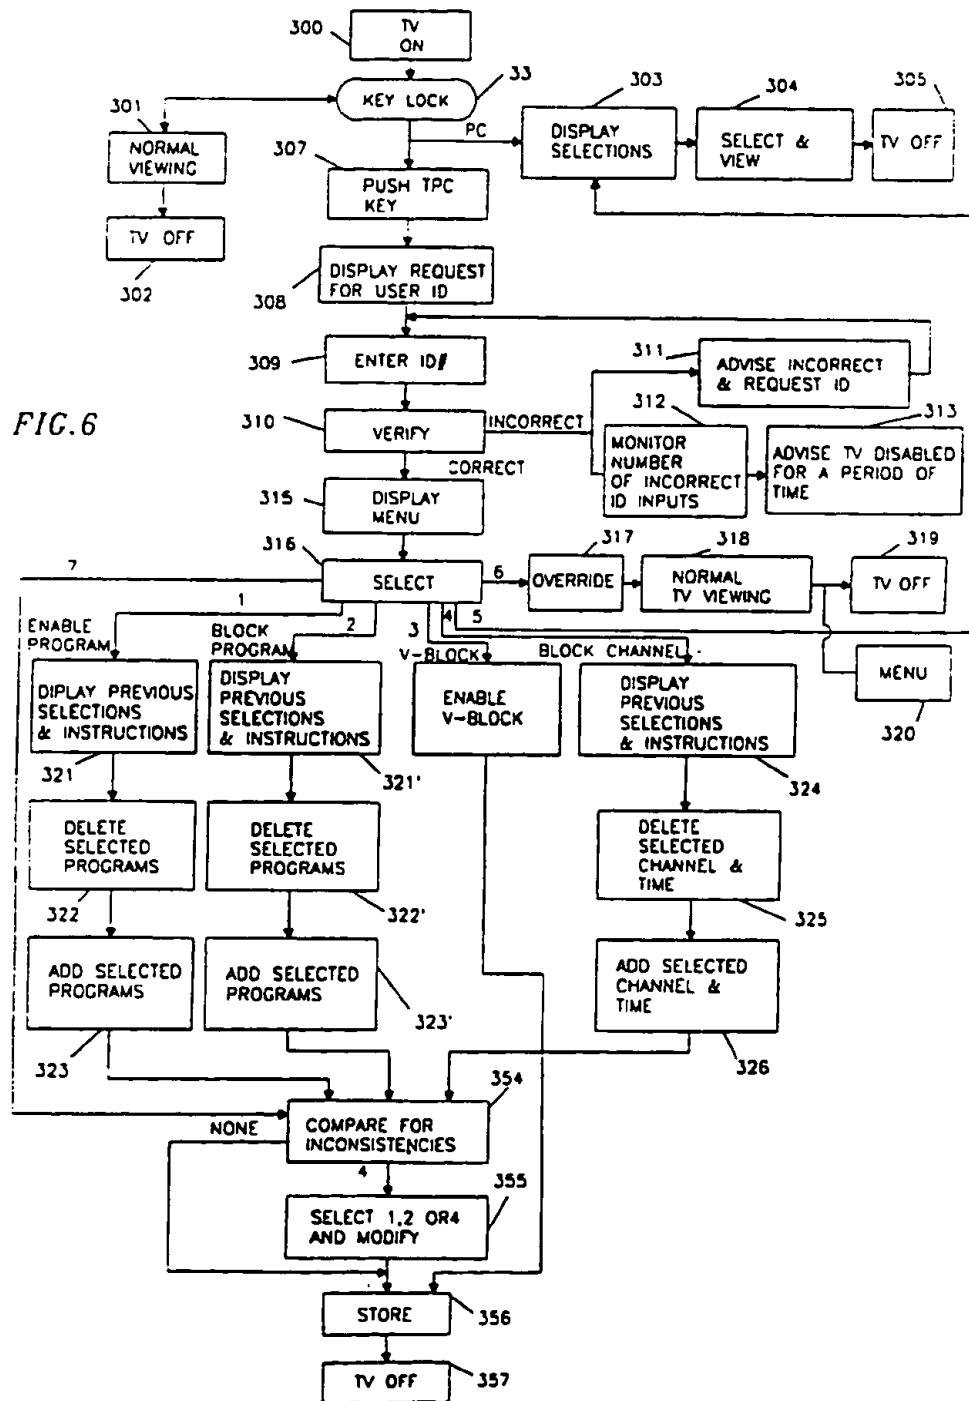 300
TV
ON
33
KEY LOCK
301
NORMAL
VIEWING
TV OFF
302
PC
303
DISPLAY
SELECTIONS
304
SELECT &
VIEW
305
TV OFF
307
PUSH TPC
KEY
DISPLAY REQUEST
FOR USER ID
308
309
ENTER ID#
311
ADVISE INCORRECT
& REQUEST ID
FIG.6
310
VERIFY
INCORRECT
312
MONITOR
NUMBER
OF INCORRECT
ID INPUTS
313
ADVISE TV DISABLED
FOR A PERIOD OF
TIME
CORRECT
315
DISPLAY
MENU
316
SELECT
7
6
317
OVERRIDE
318
NORMAL
TV VIEWING
319
TV OFF
MENU
320
1
2
3
4
5
ENABLE
PROGRAM
BLOCK
PROGRAM
V-BLOCK
BLOCK CHANNEL
DIPLAY PREVIOUS
SELECTIONS
& INSTRUCTIONS
321
DISPLAY
PREVIOUS
SELECTIONS
& INSTRUCTIONS
321'
ENABLE
V-BLOCK
DISPLAY
PREVIOUS
SELECTIONS
& INSTRUCTIONS
324
DELETE
SELECTED
PROGRAMS
322
DELETE
SELECTED
PROGRAMS
322'
DELETE
SELECTED
CHANNEL &
TIME
325
ADD SELECTED
PROGRAMS
323
ADD SELECTED
PROGRAMS
323'
ADD SELECTED
CHANNEL &
TIME
326
354
COMPARE FOR
INCONSISTENCIES
NONE
4
355
SELECT 1,2 OR4
AND MODIFY
STORE
356
TV OFF
357